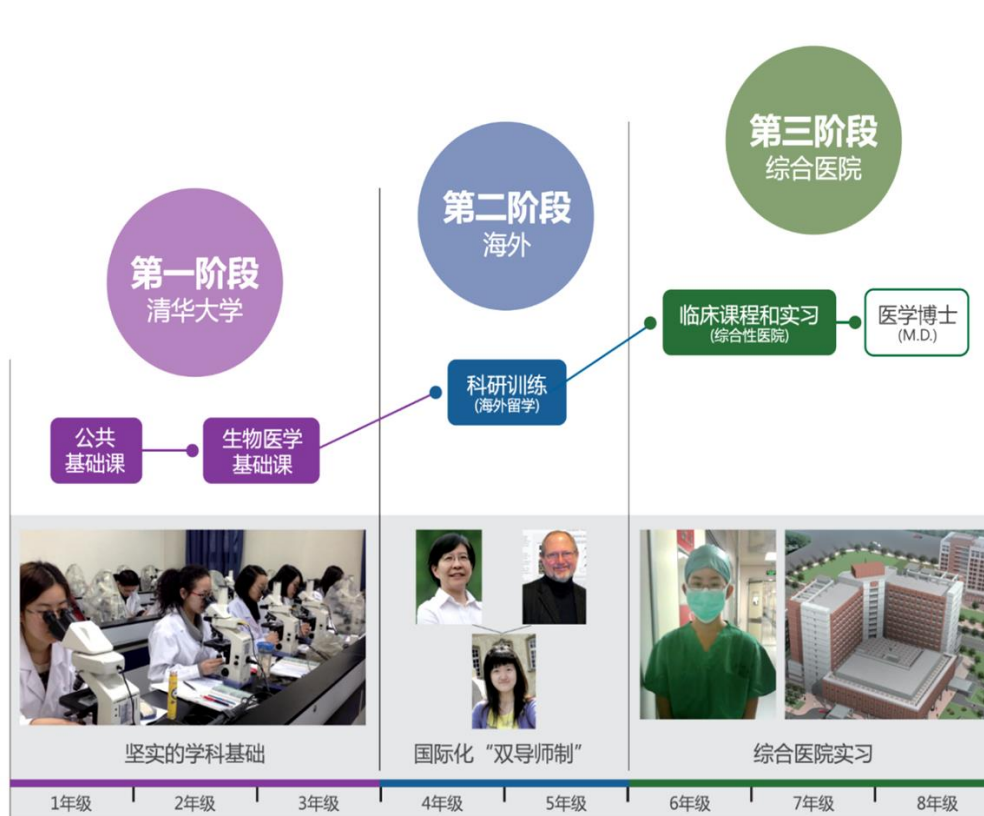 第一阶段
清华大学
第二阶段
海外
第三阶段
综合医院
公共
基础课
生物医学
基础课
科研训练
(海外留学)
临床课程和实习
(综合性医院)
医学博士
(M.D.)
坚实的学科基础
国际化“双导师制”
综合医院实习
1年级
2年级
3年级
4年级
5年级
6年级
7年级
8年级